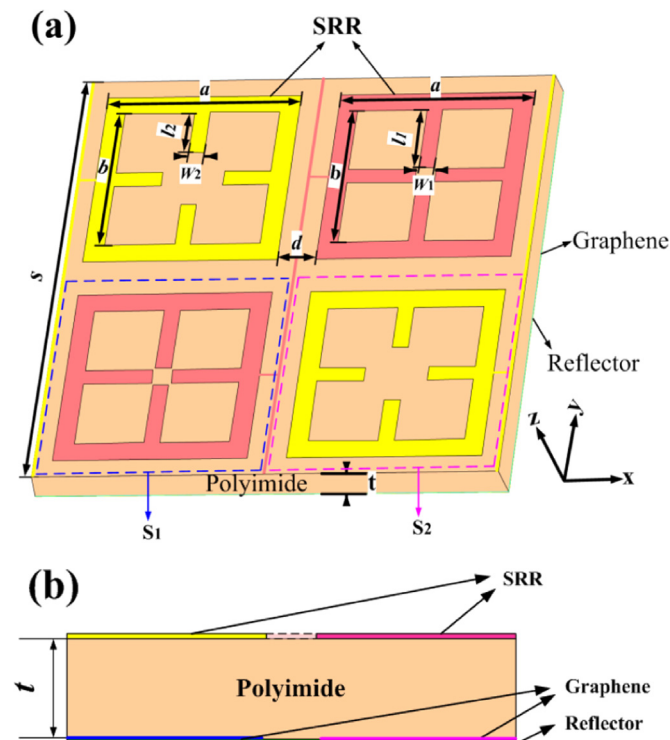 (a)
SRR
a
a
l2
l1
b
W2
b
W1
d
s
Graphene
Reflector
z
y
x
Polyimide
t
S1
S2
(b)
SRR
t
Polyimide
Graphene
Reflector